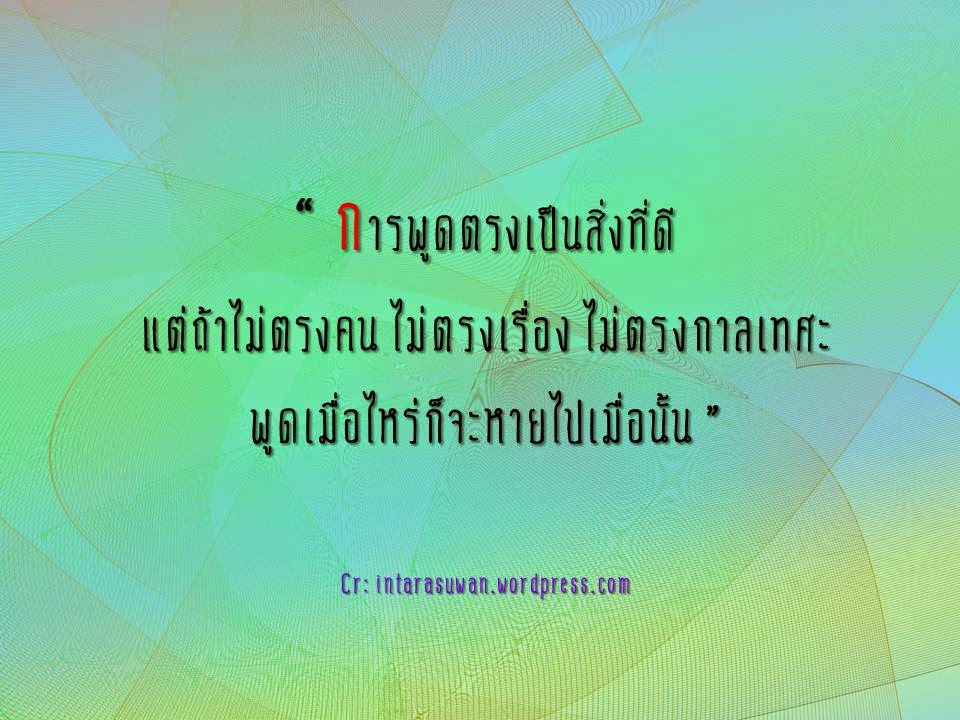 “ การพูดตรงเป็นสิ่งที่ดี
แต่ถ้าไม่ตรงคน ไม่ตรงเรื่อง ไม่ตรงกาลเทศะ
พูดเมื่อไหร่ก็จะหายไปเมื่อนั้น ”
Cr: intarasuwan.wordpress.com